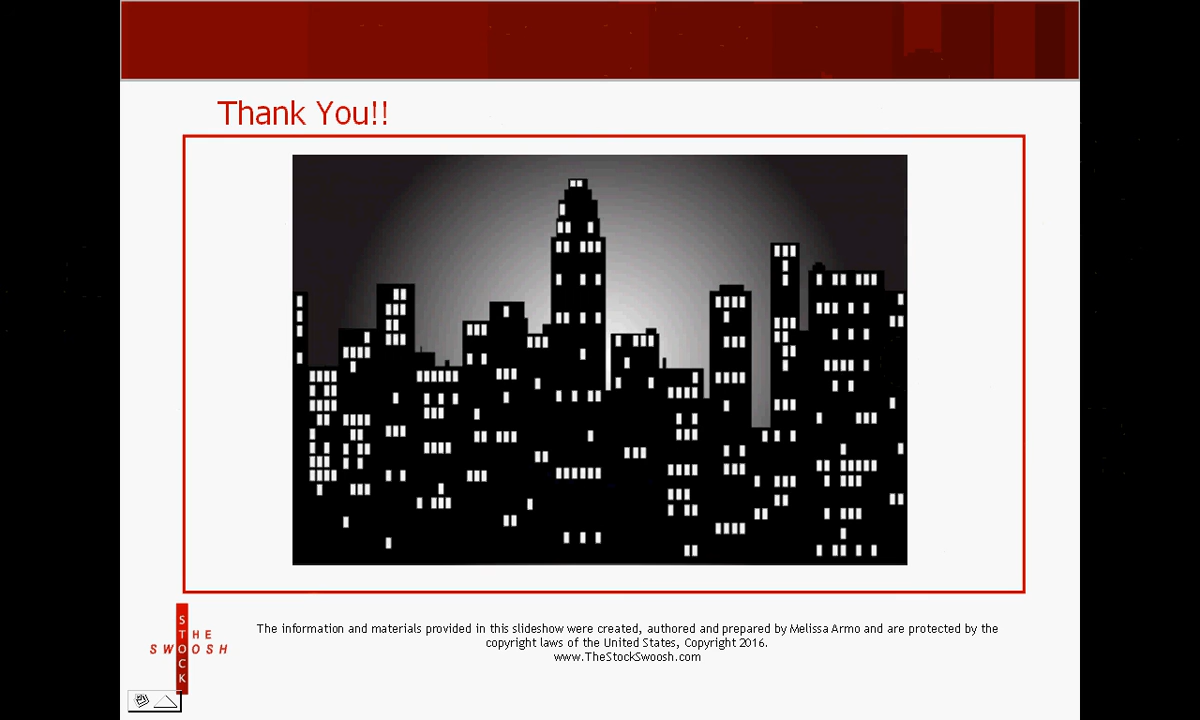 Thank You!!
THE
STOCK
SWOOSH
The information and materials provided in this slideshow were created, authored and prepared by Melissa Armo and are protected by the
copyright laws of the United States, Copyright 2016.
www.TheStockSwoosh.com